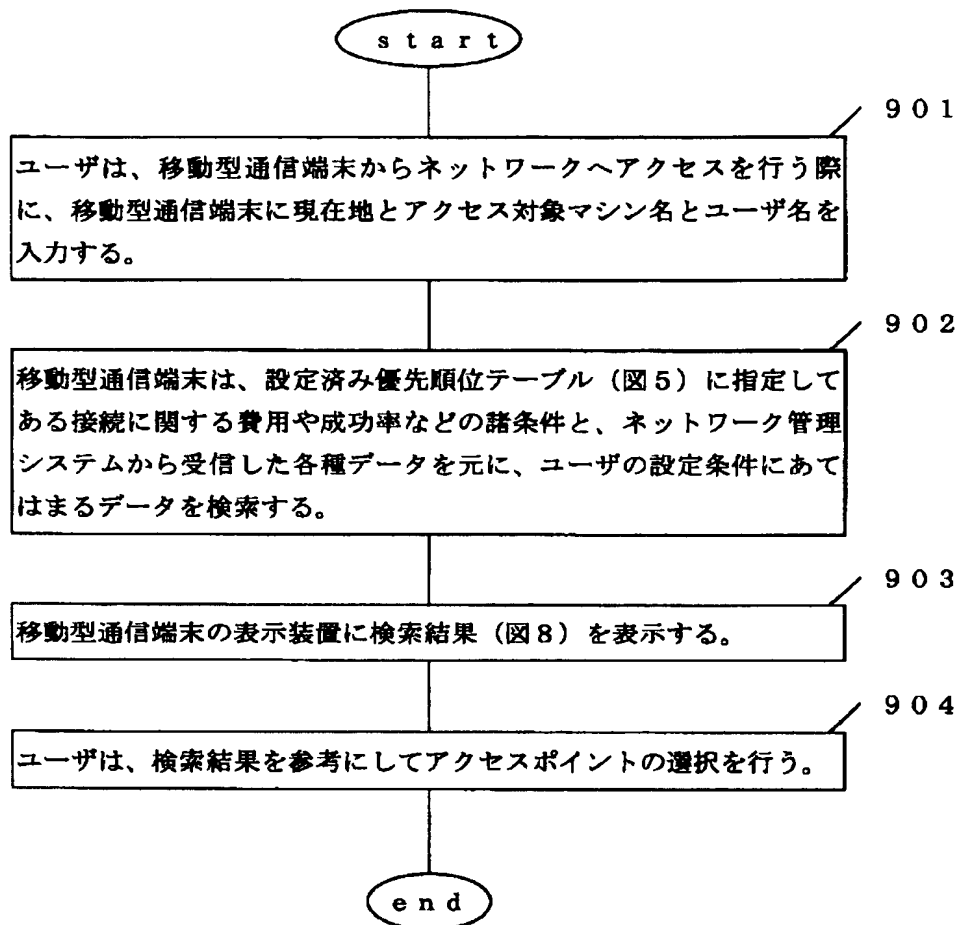 start
901
ユーザは、移動型通信端末からネットワークへアクセスを行う際
に、移動型通信端末に現在地とアクセス対象マシン名とユーザ名を
入力する。
902
移動型通信端末は、設定済み優先順位テーブル（図５）に指定して
ある接続に関する費用や成功率などの諸条件と、ネットワーク管理
システムから受信した各種データを元に、ユーザの設定条件にあて
はまるデータを検索する。
903
移動型通信端末の表示装置に検索結果（図８）を表示する。
904
ユーザは、検索結果を参考にしてアクセスポイントの選択を行う。
end